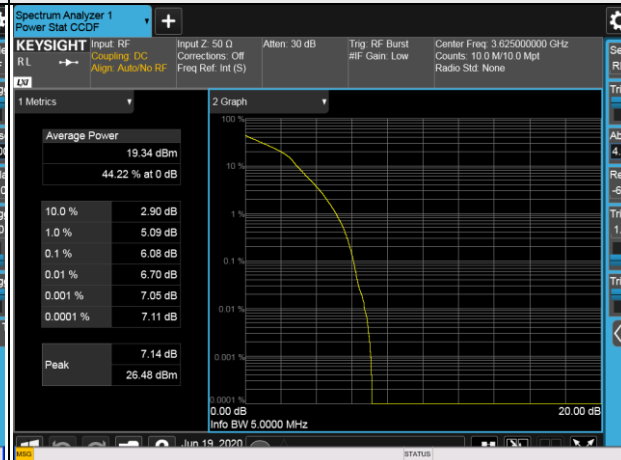 Spectrum Analyzer 1
Power Stat CCDF
KEYSIGHT
RL
LXI
Input: RF
Coupling: DC
Align: Auto/No RF
Input Z: 50 Ω
Corrections: Off
Freq Ref: Int (S)
Atten: 30 dB
Trig: RF Burst
#IF Gain: Low
Center Freq: 3.625000000 GHz
Counts: 10.0 M/10.0 Mpt
Radio Std: None
1 Metrics
2 Graph
Average Power
19.34 dBm
44.22 % at 0 dB
10.0 % 2.90 dB
1.0 % 5.09 dB
0.1 % 6.08 dB
0.01 % 6.70 dB
0.001 % 7.05 dB
0.0001 % 7.11 dB
Peak
7.14 dB
26.48 dBm
100 %
10 %
1 %
0.1 %
0.01 %
0.001 %
0.0001 %
0.00 dB
20.00 dB
Info BW 5.0000 MHz
Jun 19, 2020
MSG
STATUS